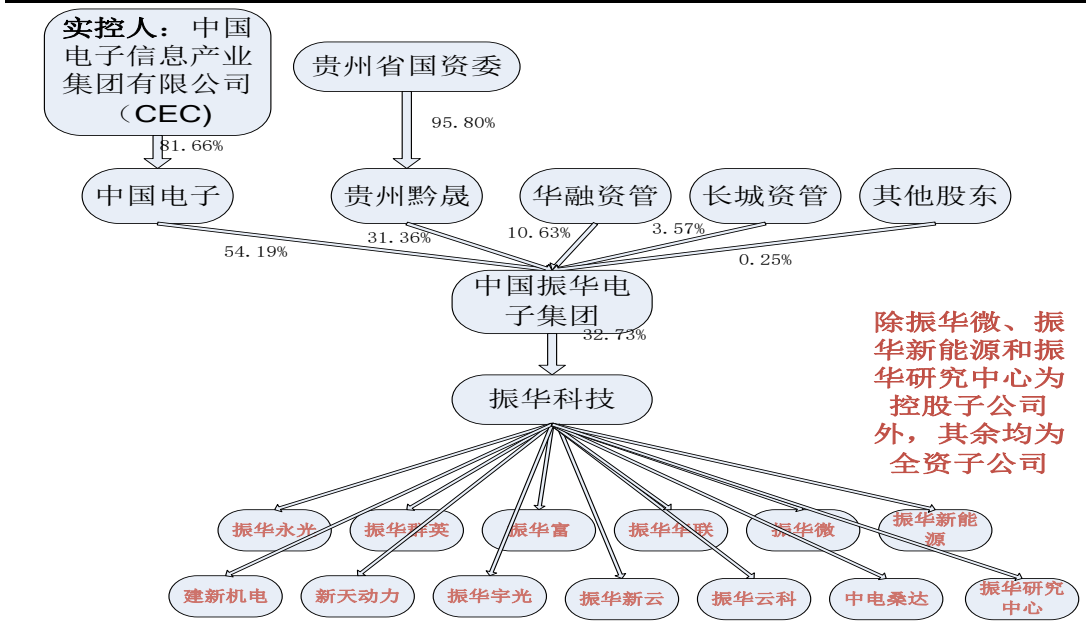 实控人：中国
电子信息产业
集团有限公司
（CEC)
贵州省国资委
95.80%
81.66%
中国电子
贵州黔晟
华融资管
长城资管
其他股东
54.19%
31.36%
10.63%
3.57%
0.25%
中国振华电
子集团
32.73%
振华科技
除振华微、振
华新能源和振
华研究中心为
控股子公司
外，其余均为
全资子公司
振华永光
振华群英
振华富
振华华联
振华微
振华新能
源
建新机电
新天动力
振华宇光
振华新云
振华云科
中电桑达
振华研究
中心